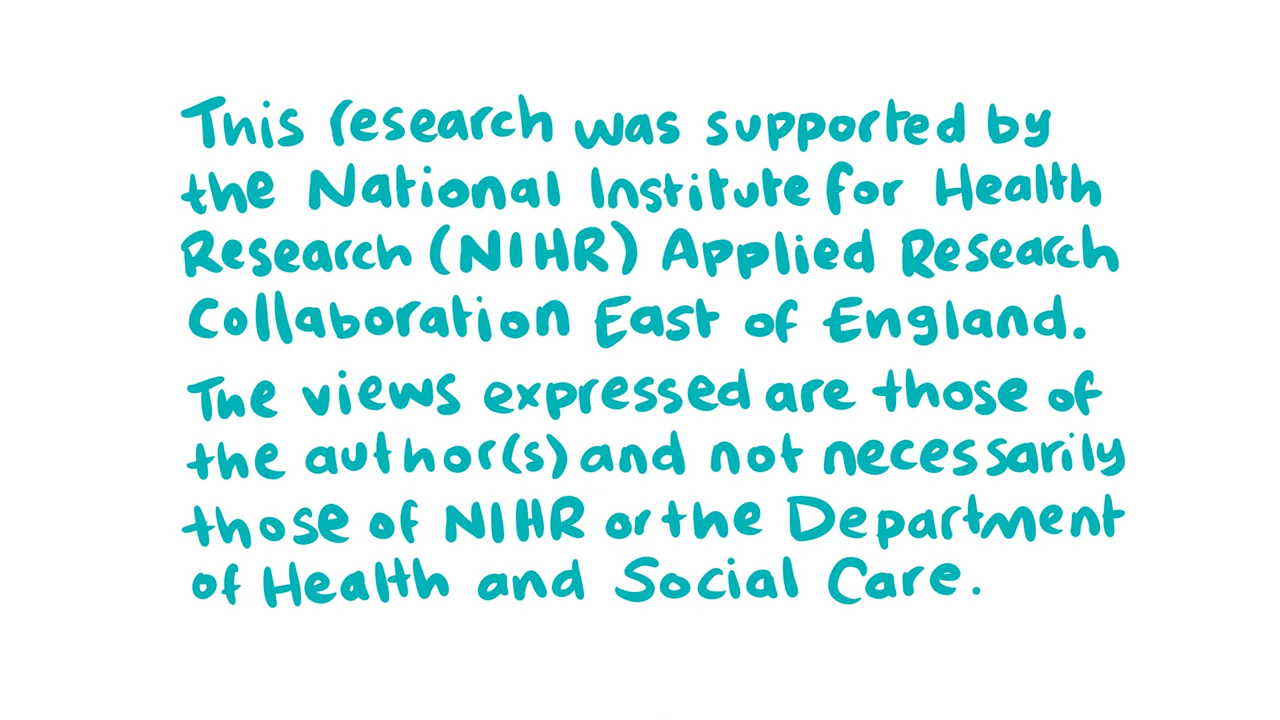 This research was supported by
the National Institute for Health
Research (NIHR) Applied Research
Collaboration East of England.
The views expressed are those of
the author(s) and not necessarily
those of NIHR or the Department
of Health and Social Care.